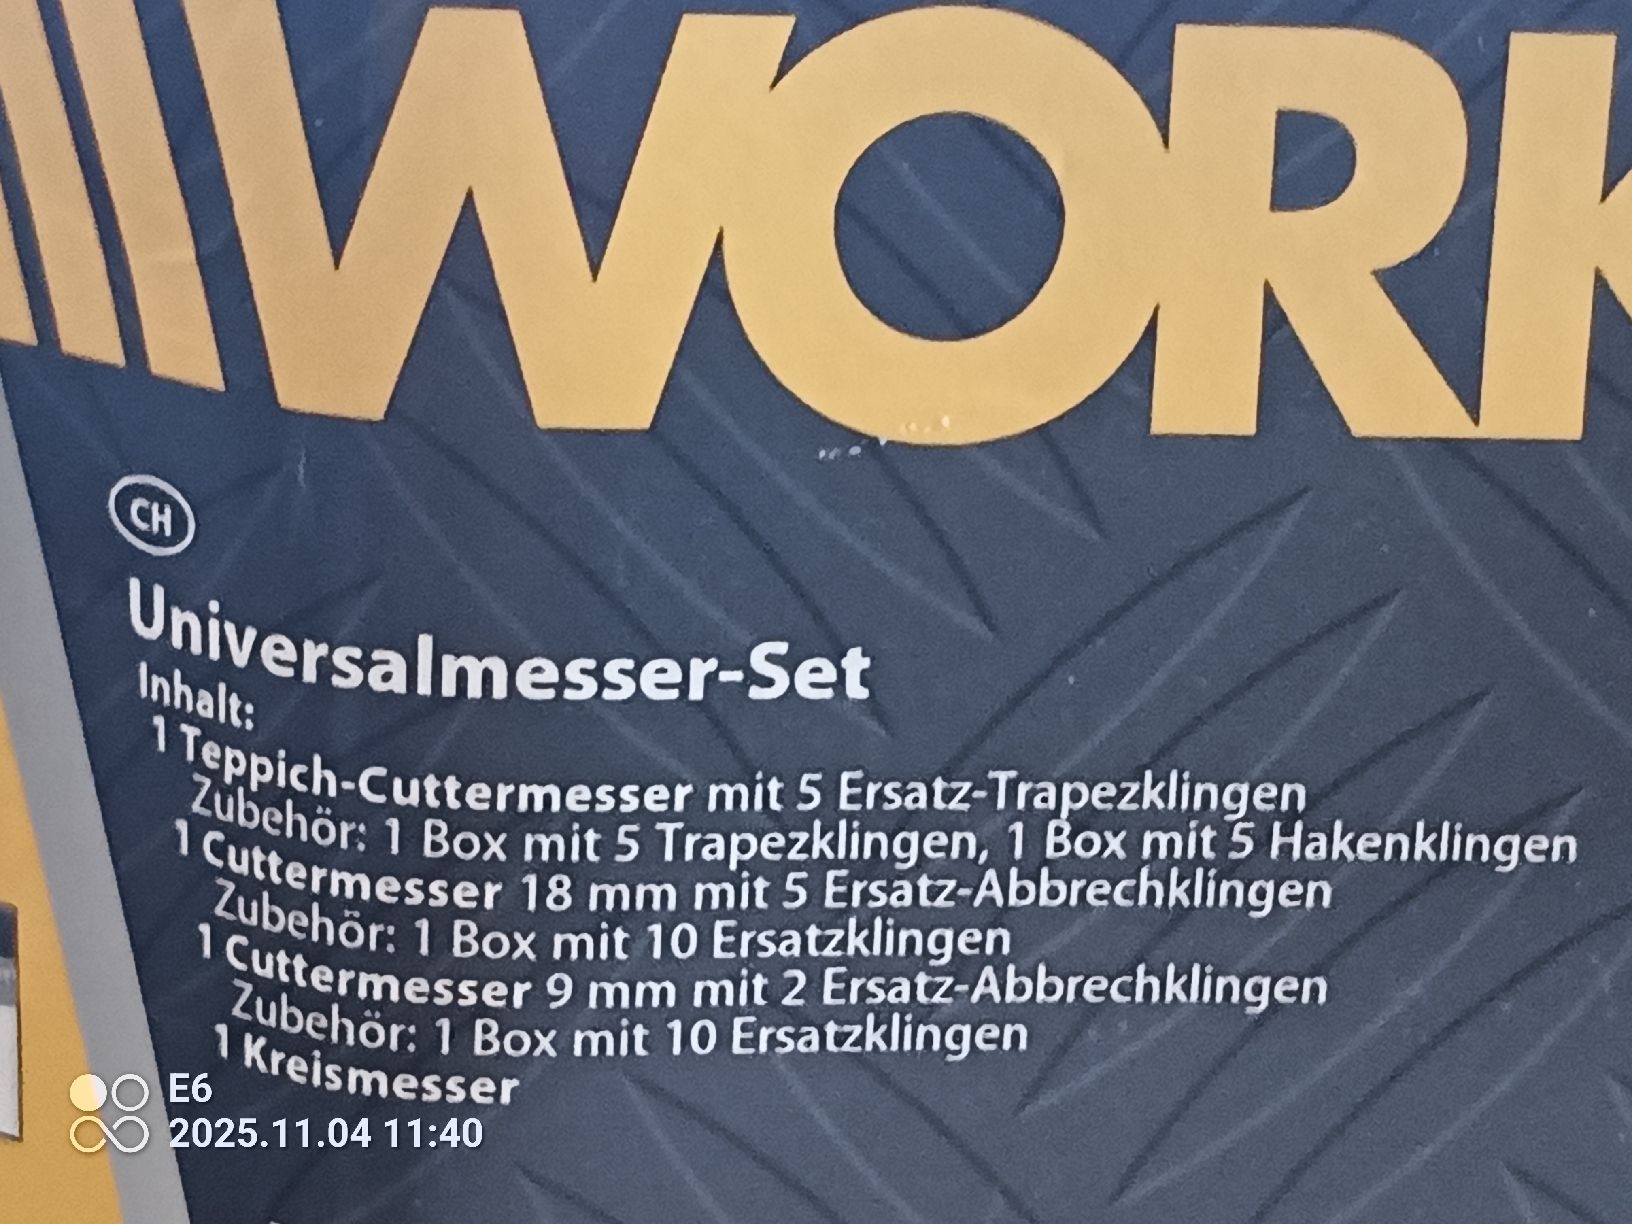 WORK
CH
Universalmesser-Set
Inhalt:
1 Teppich-Cuttermesser mit 5 Ersatz-Trapezklingen
Zubehör: 1 Box mit 5 Trapezklingen, 1 Box mit 5 Hakenklingen
1 Cuttermesser 18 mm mit 5 Ersatz-Abbrechklingen
Zubehör: 1 Box mit 10 Ersatzklingen
1 Cuttermesser 9 mm mit 2 Ersatz-Abbrechklingen
Zubehör: 1 Box mit 10 Ersatzklingen
1 Kreismesser
E6
2025.11.04 11:40